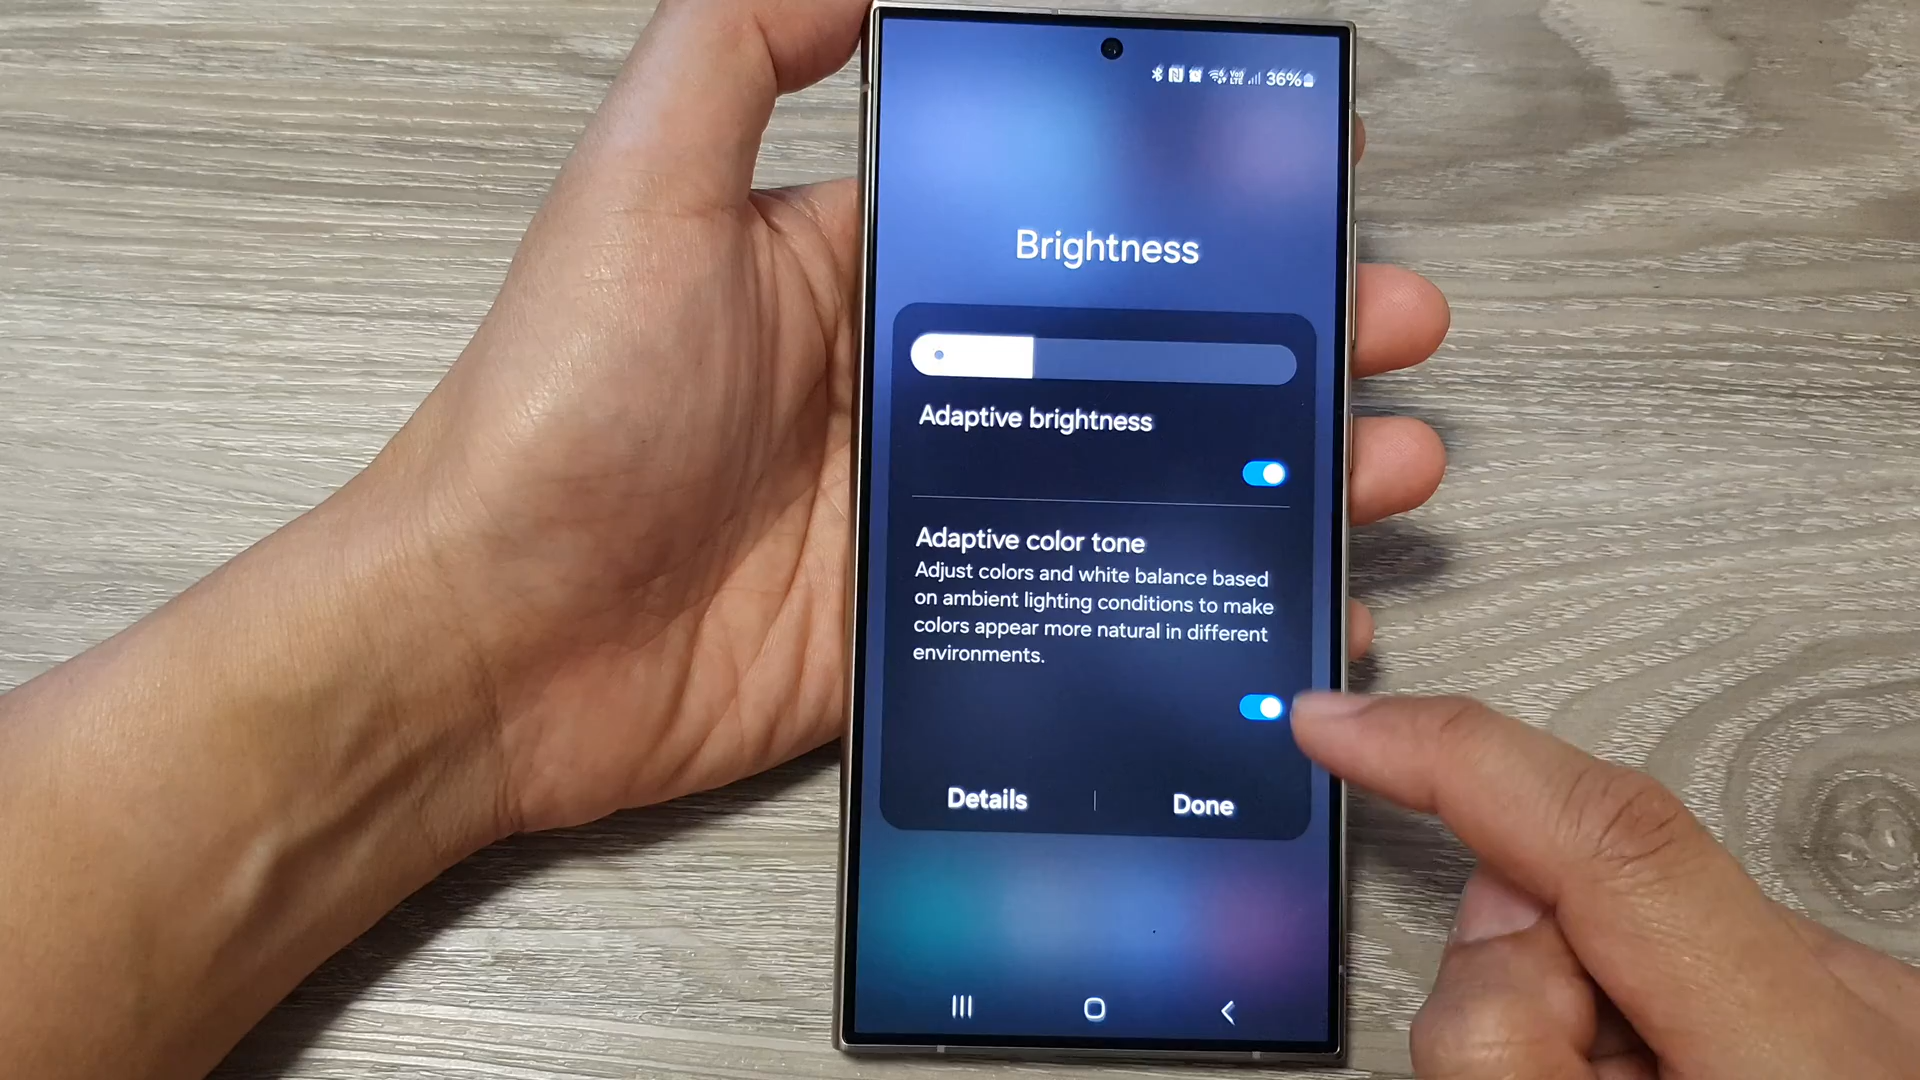 36%
Brightness
Adaptive brightness
Adaptive color tone
Adjust colors and white balance based
on ambient lighting conditions to make
colors appear more natural in different
environments.
Details
Done